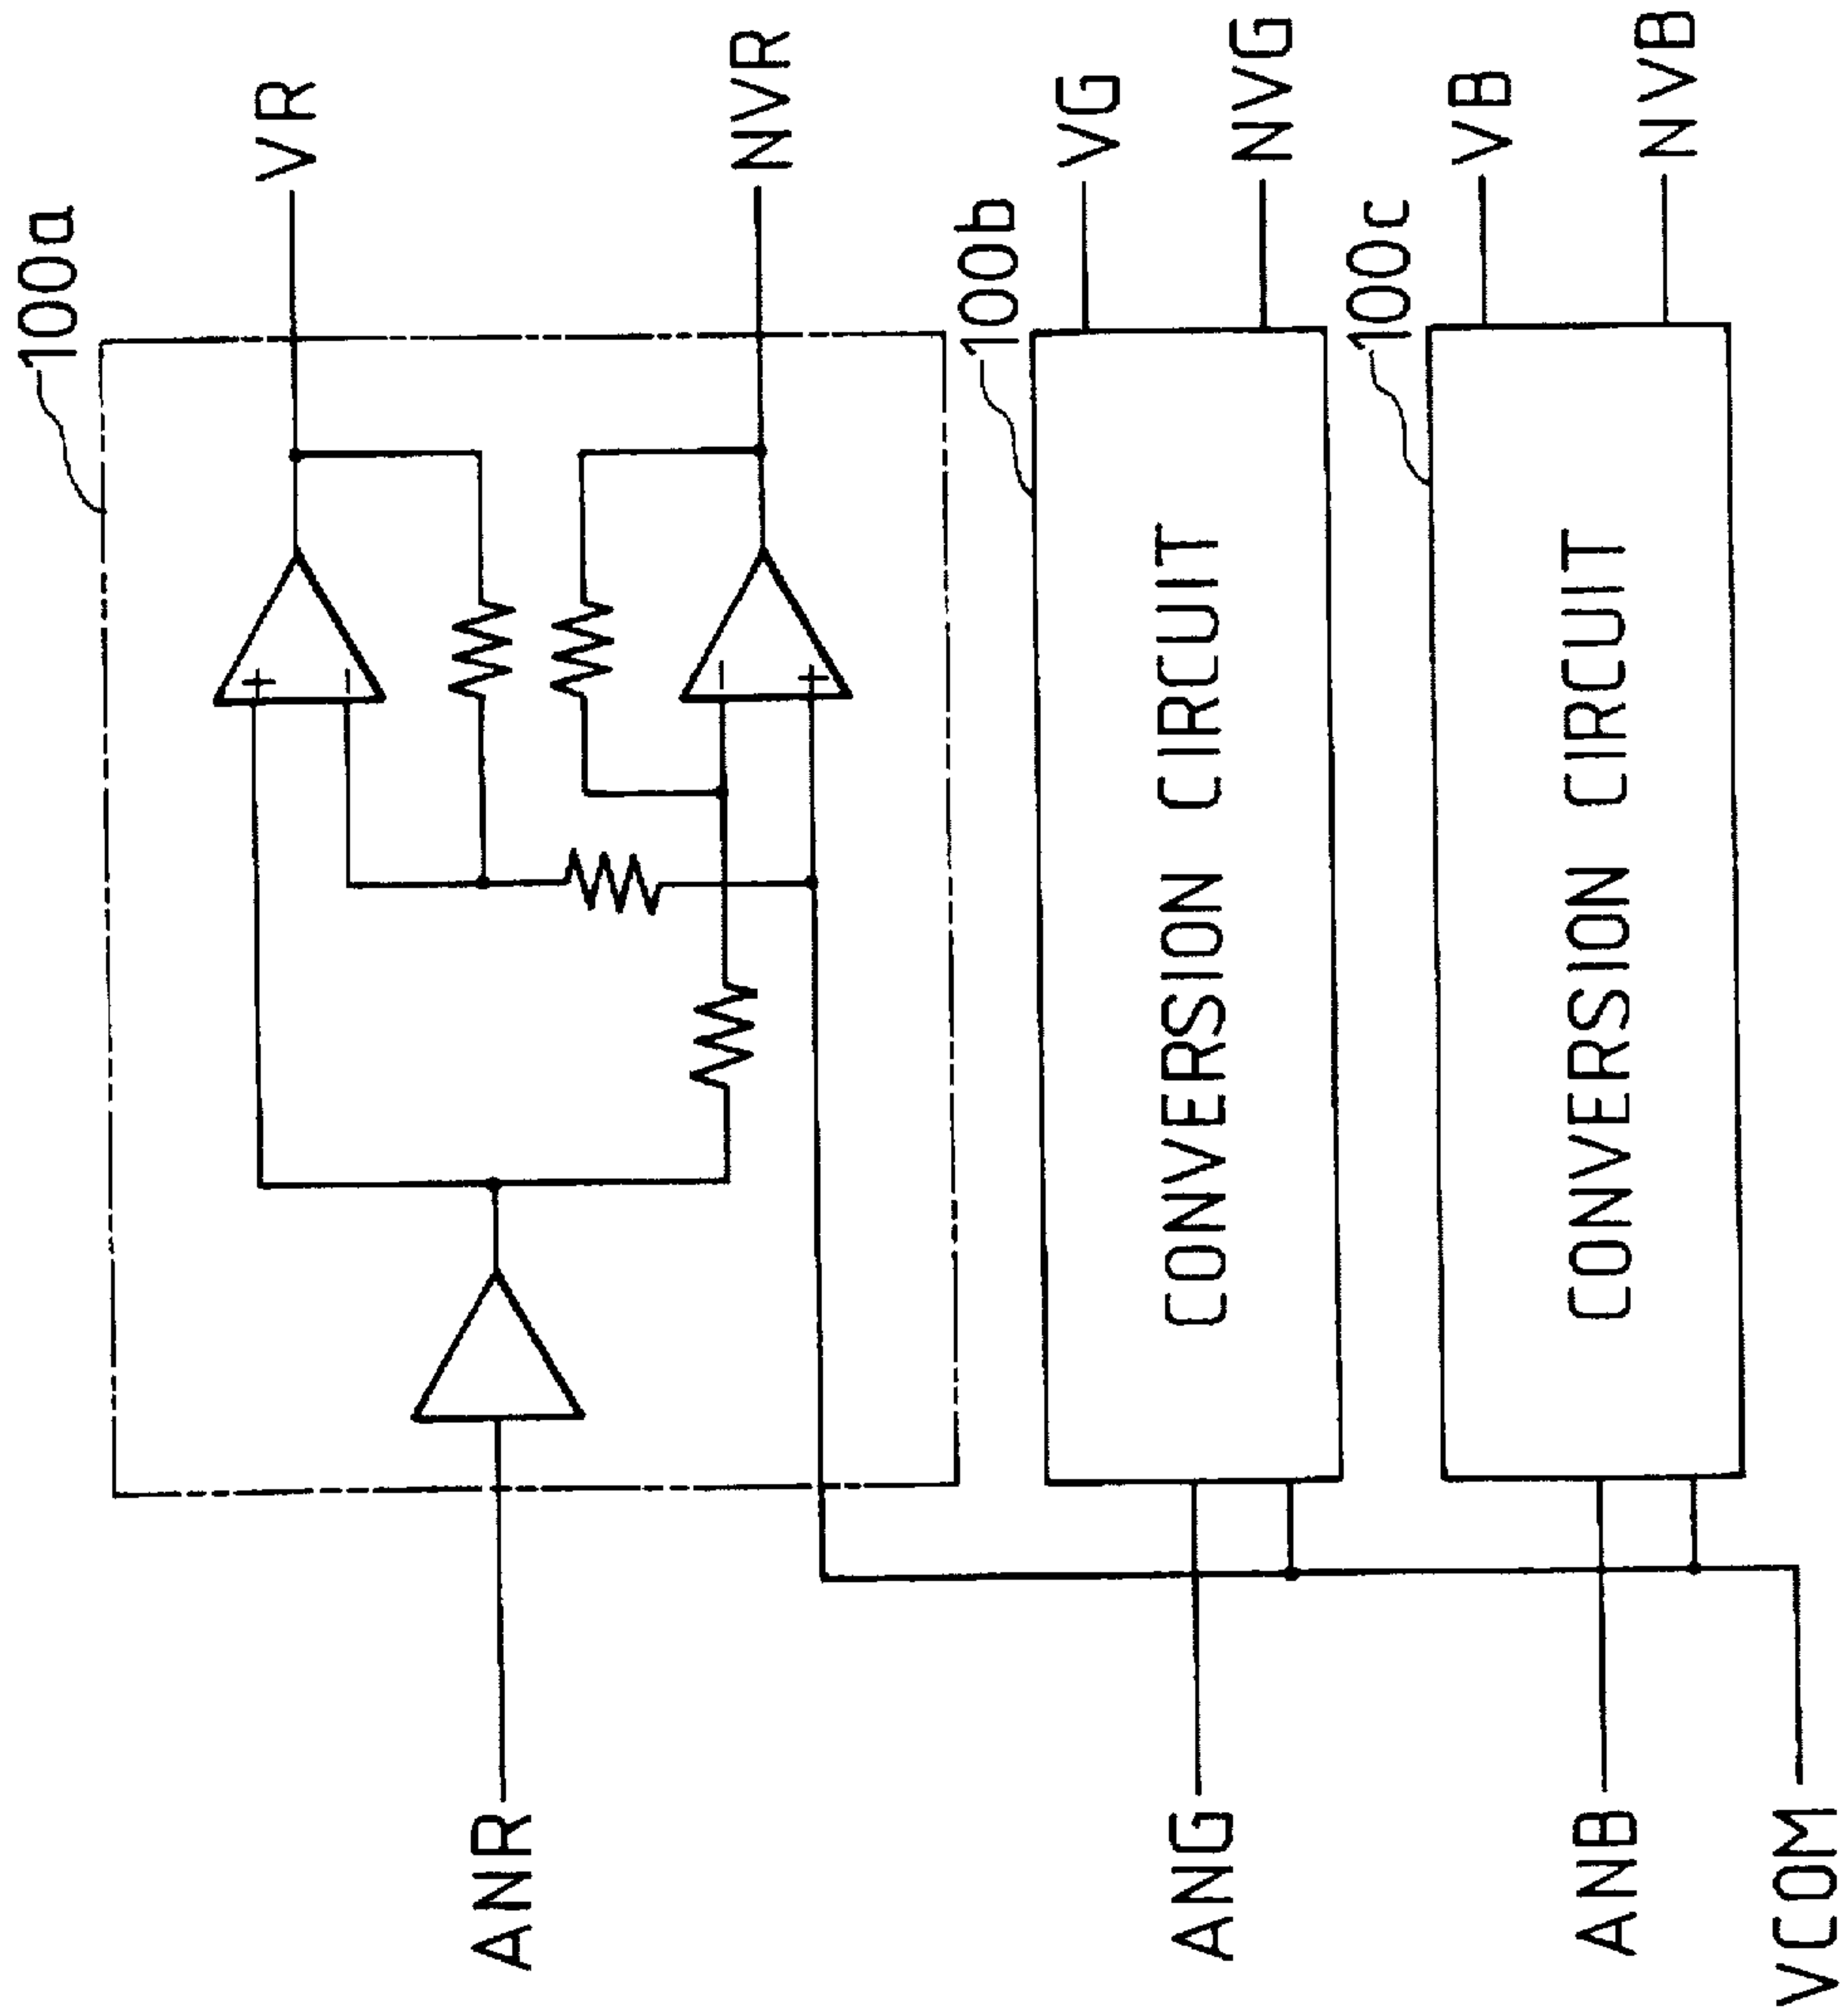 100a
VR
ANR
NVR
100b
VG
ANG
CONVERSION CIRCUIT
NVG
100c
VB
ANB
CONVERSION CIRCUIT
NVB
VCOM
+
-
-
+